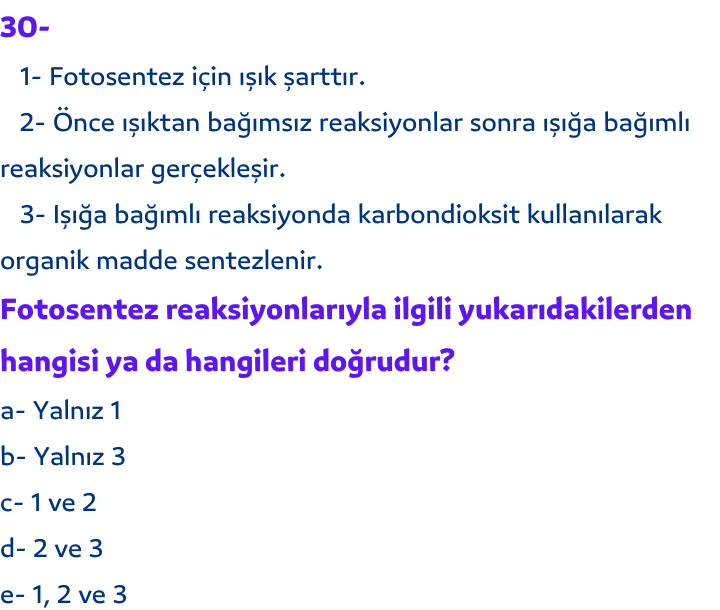 30-
1- Fotosentez için ışık şarttır.
2- Önce ışıktan bağımsız reaksiyonlar sonra ışığa bağımlı
reaksiyonlar gerçekleşir.
3- Işığa bağımlı reaksiyonda karbondioksit kullanılarak
organik madde sentezlenir.
Fotosentez reaksiyonlarıyla ilgili yukarıdakilerden
hangisi ya da hangileri doğrudur?
a- Yalnız 1
b- Yalnız 3
c- 1 ve 2
d- 2 ve 3
e- 1, 2 ve 3